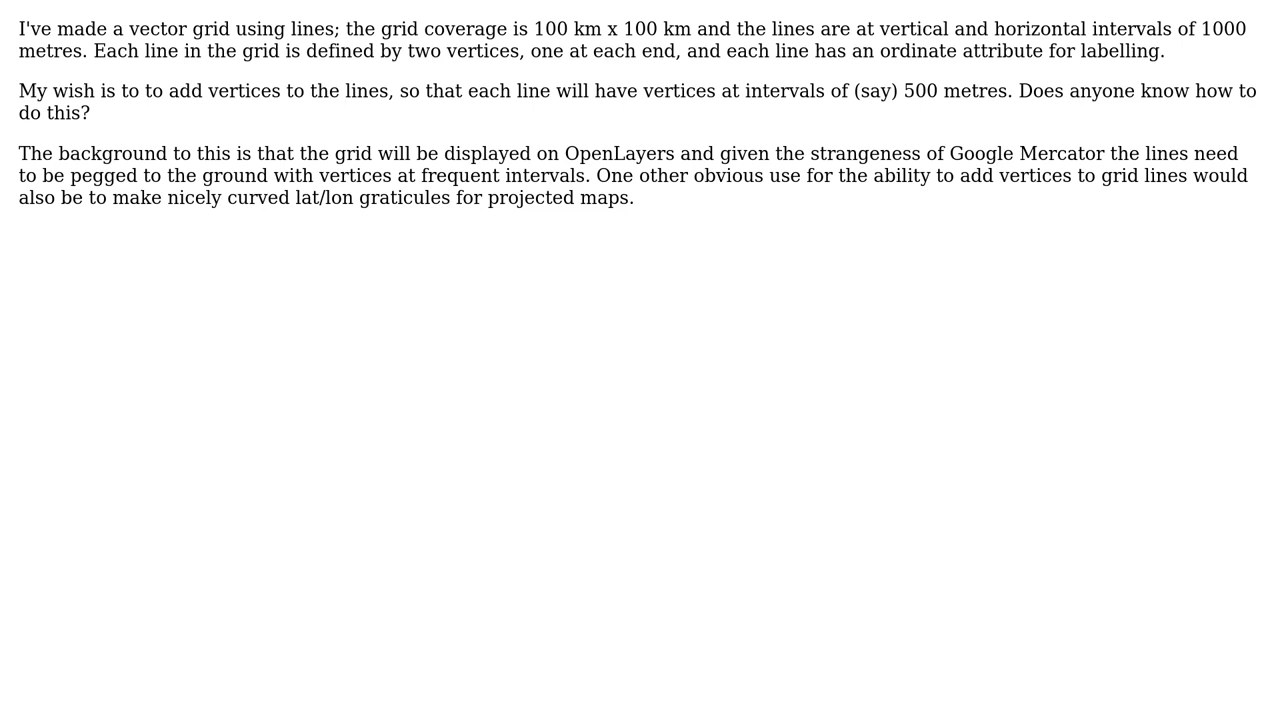 I've made a vector grid using lines; the grid coverage is 100 km x 100 km and the lines are at vertical and horizontal intervals of 1000
metres. Each line in the grid is defined by two vertices, one at each end, and each line has an ordinate attribute for labelling.
My wish is to to add vertices to the lines, so that each line will have vertices at intervals of (say) 500 metres. Does anyone know how to
do this?
The background to this is that the grid will be displayed on OpenLayers and given the strangeness of Google Mercator the lines need
to be pegged to the ground with vertices at frequent intervals. One other obvious use for the ability to add vertices to grid lines would
also be to make nicely curved lat/lon graticules for projected maps.